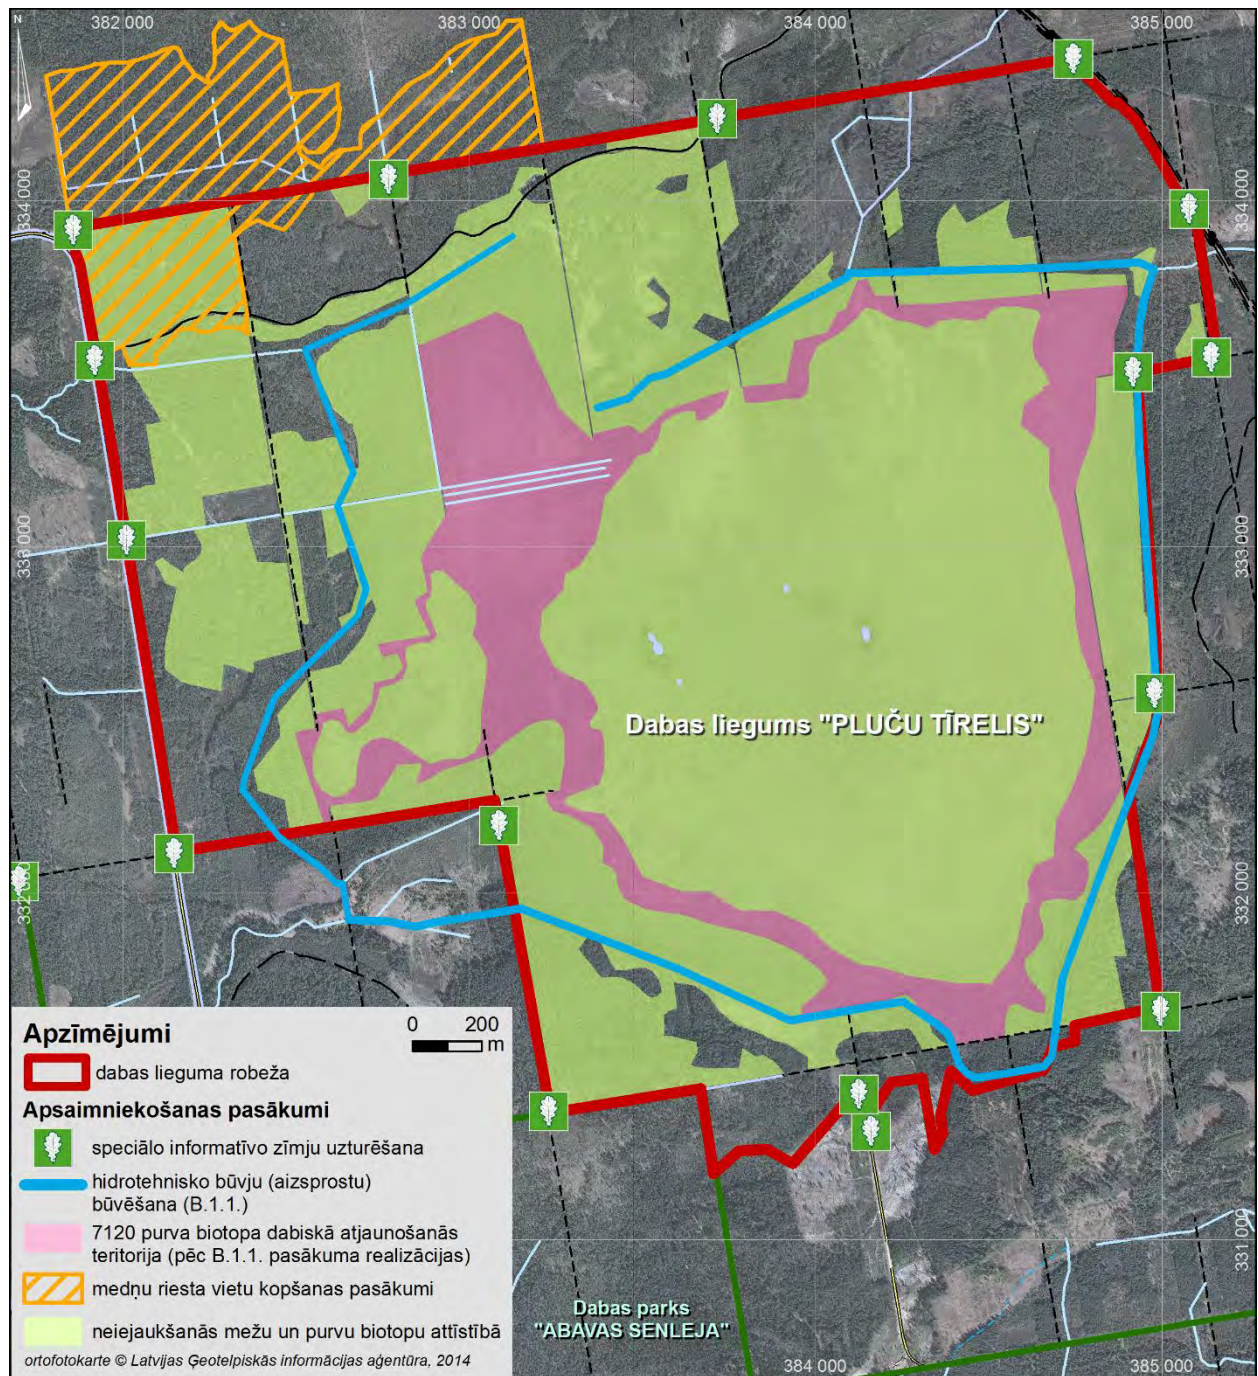 N
382 000
383 000
384 000
385 000
334 000
334 000
333 000
333 000
Dabas liegums "PLUČU TĪRELIS"
332 000
332 000
Apzīmējumi
0 200
m
dabas lieguma robeža
Apsaimniekošanas pasākumi
speciālo informatīvo zīmju uzturēšana
hidrotehnisko būvju (aizsprostu)
būvēšana (B.1.1.)
7120 purva biotopa dabiskā atjaunošanās
teritorija (pēc B.1.1. pasākuma realizācijas)
medņu riesta vietu kopšanas pasākumi
neiejaukšanās mežu un purvu biotopu attīstībā
ortofotokarte © Latvijas Ģeotelpiskās informācijas aģentūra, 2014
331 000
Dabas parks
"ABAVAS SENLEJA"
384 000
385 000